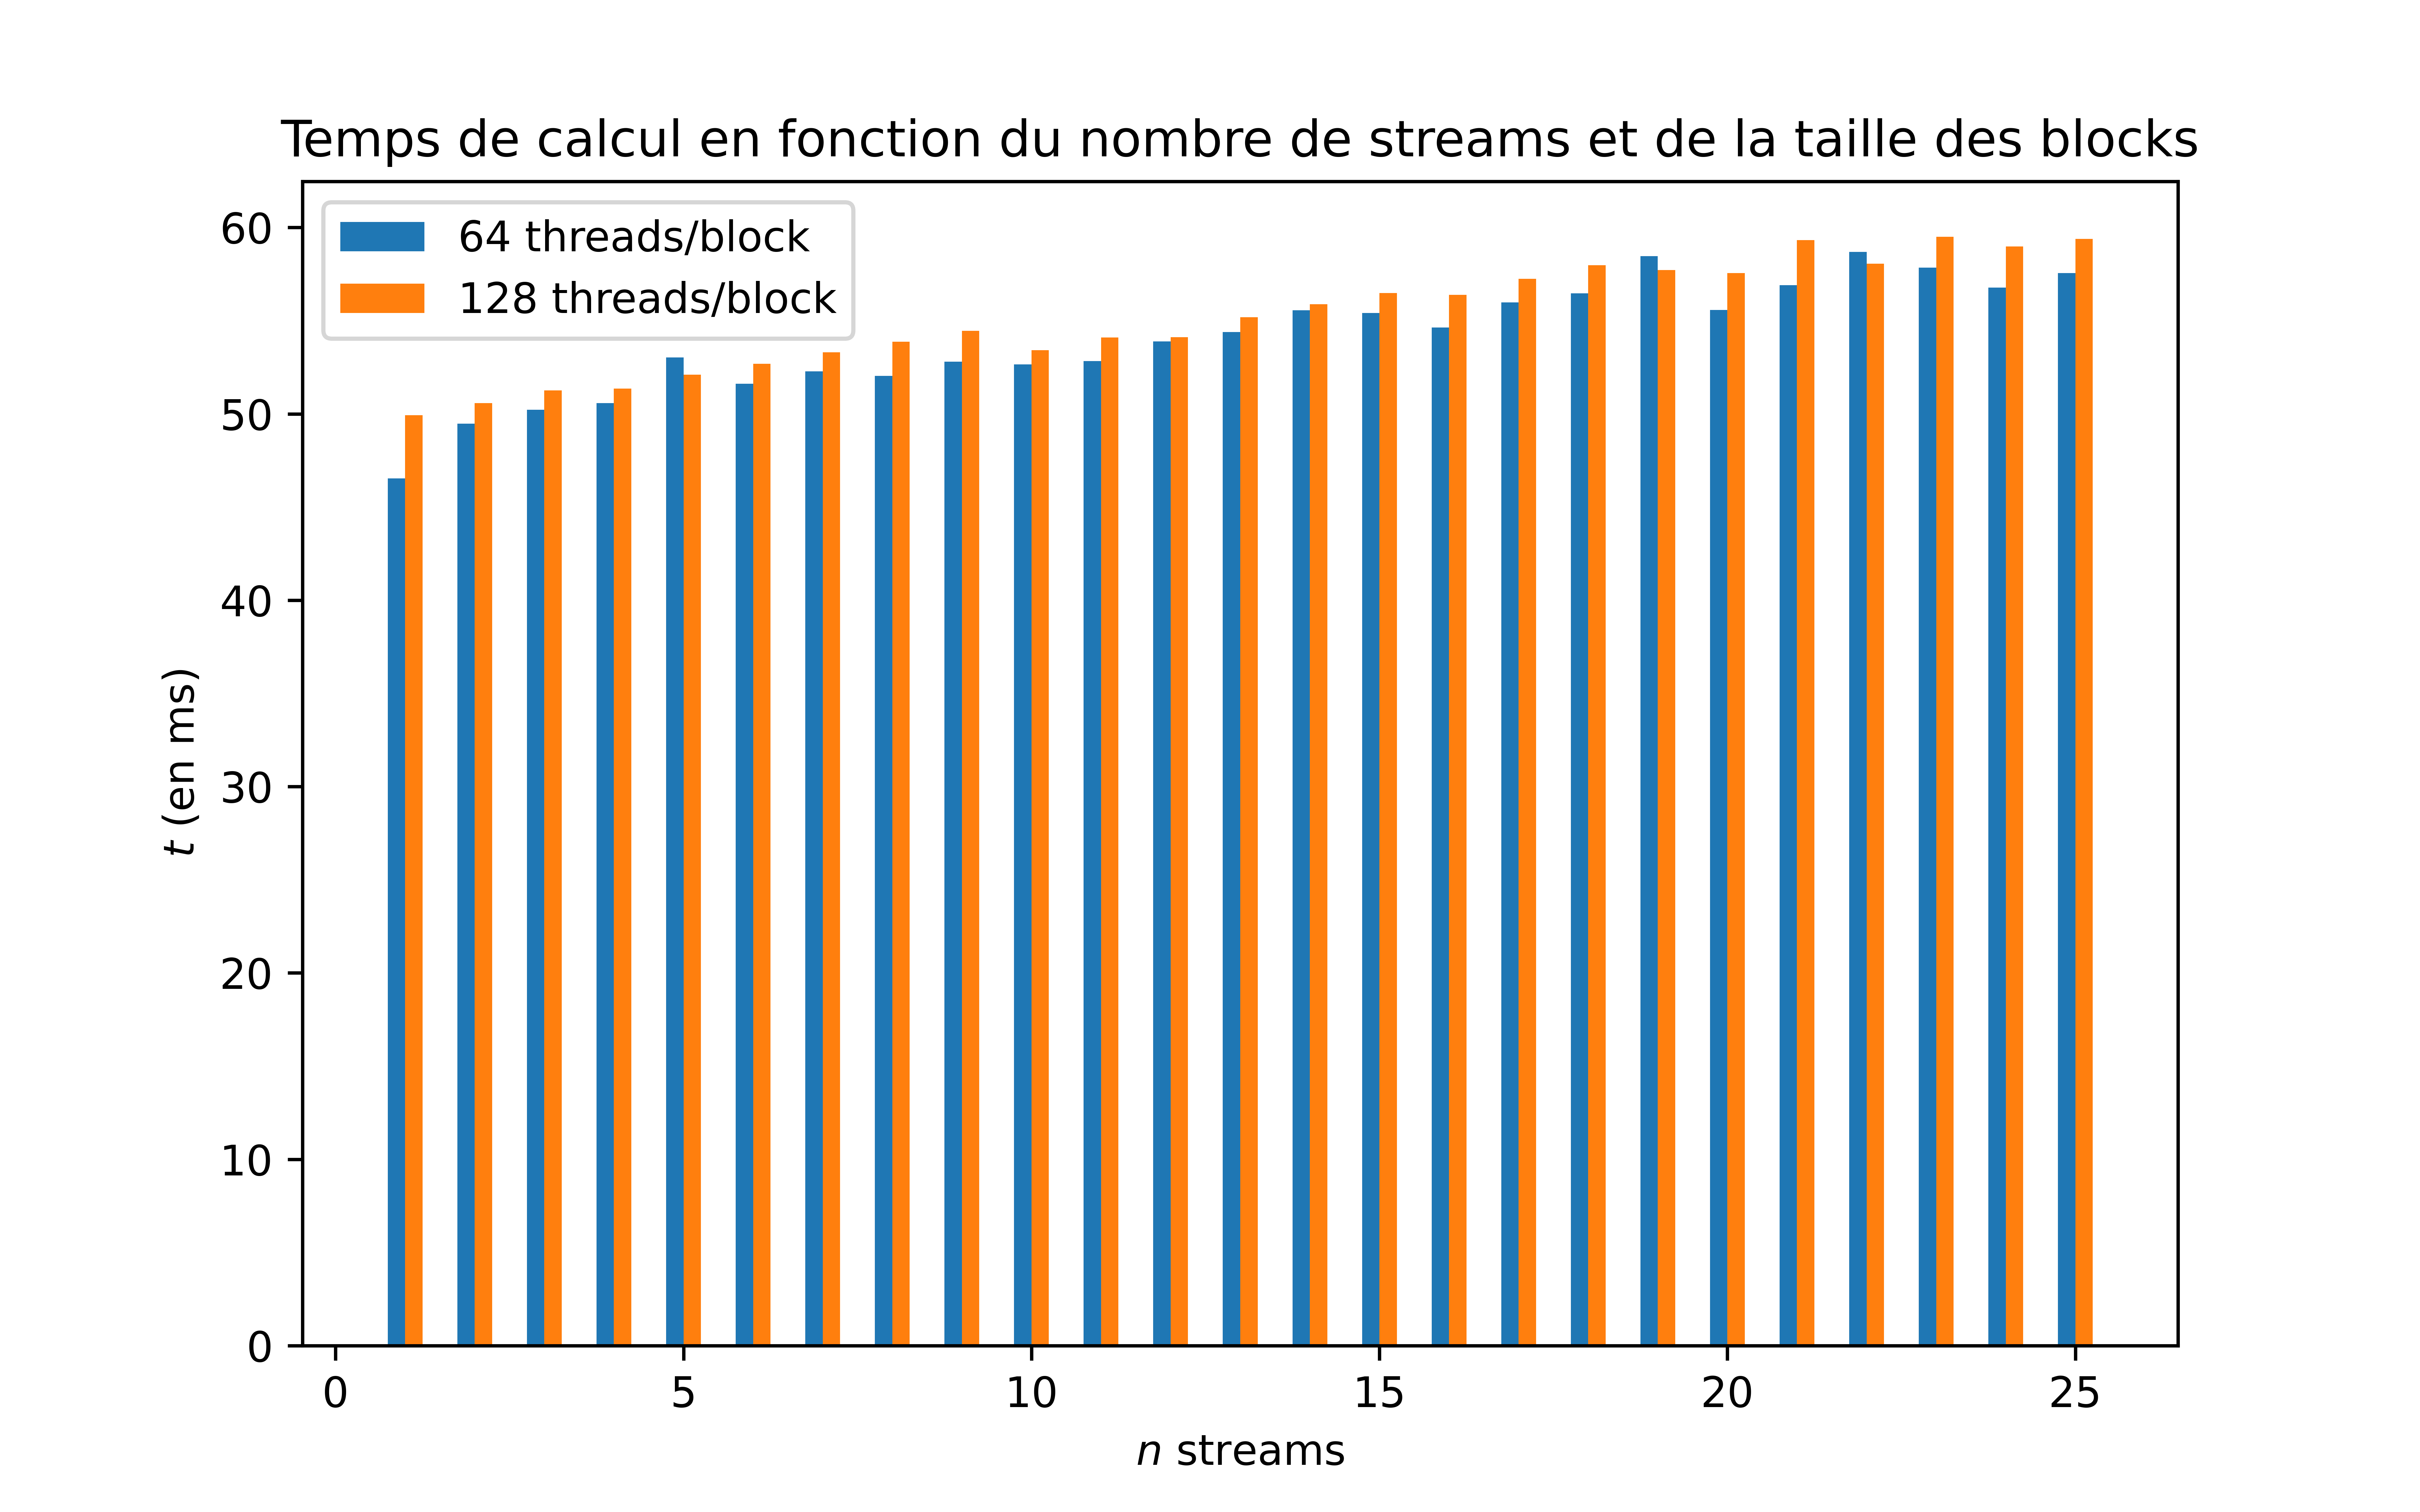 Temps de calcul en fonction du nombre de streams et de la taille des blocks
64 threads/block
128 threads/block
60
50
40
30
20
10
0
t (en ms)
0 5 10 15 20 25
n streams